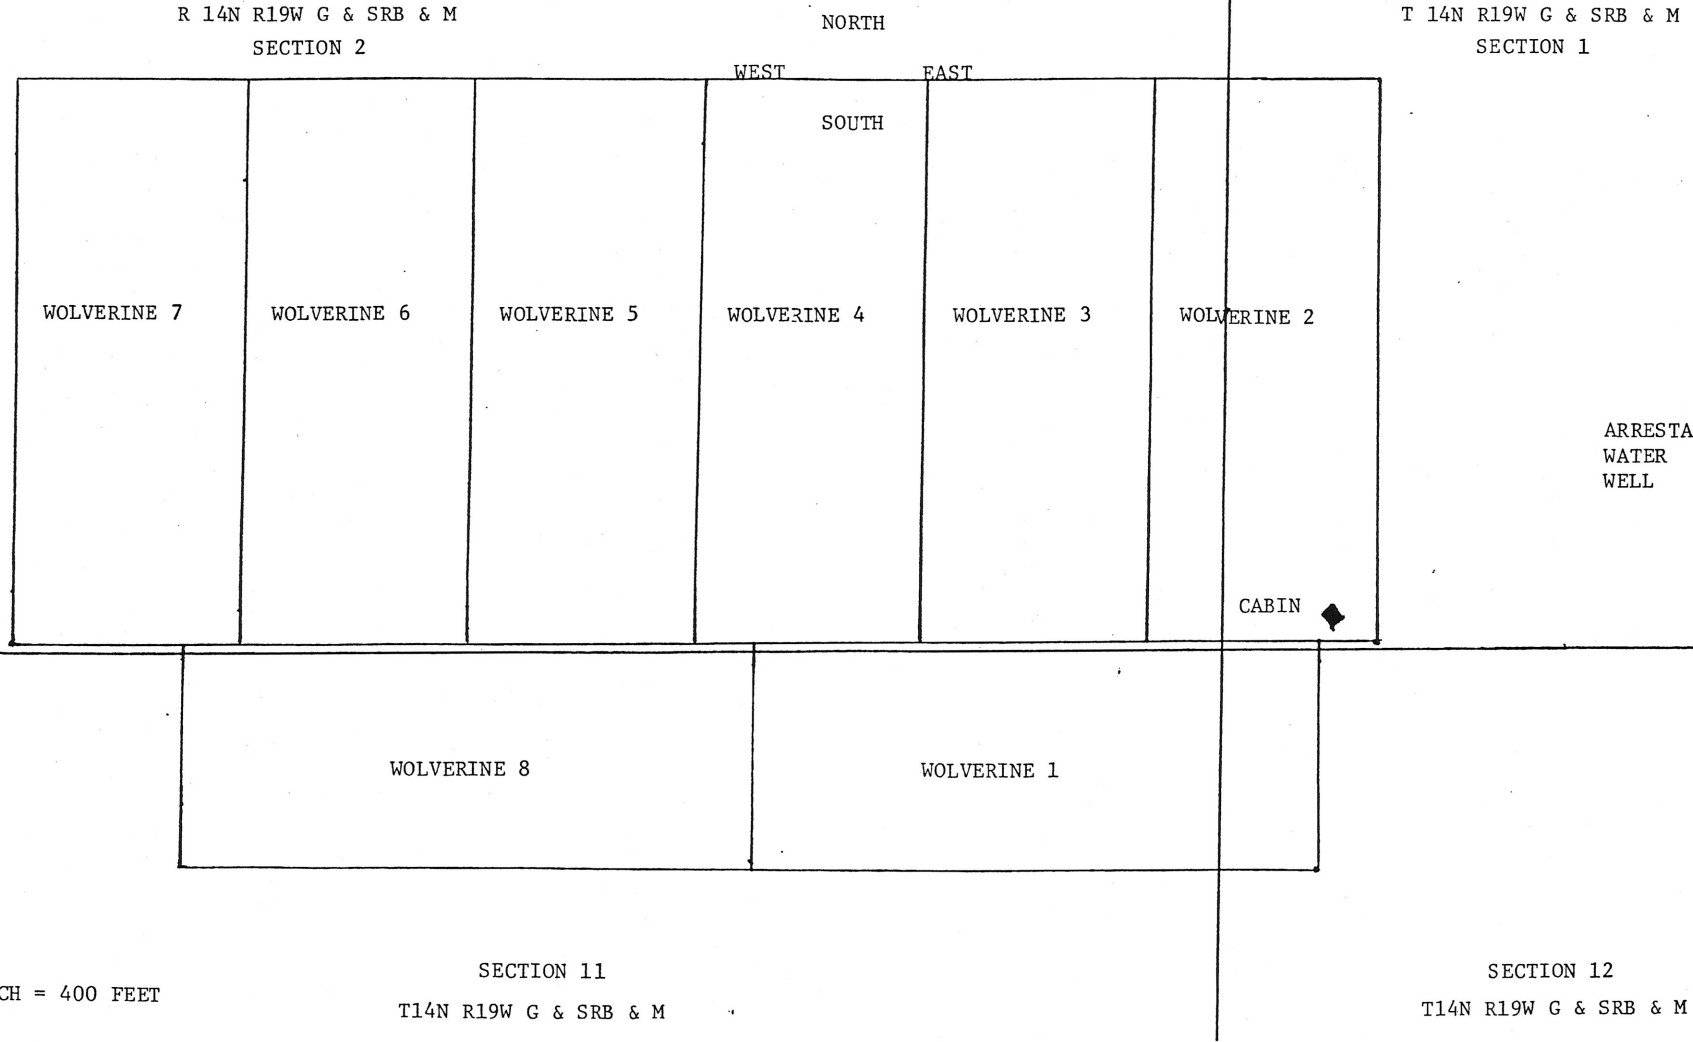 R 14N R19W G & SRB & M
SECTION 2
NORTH
T 14N R19W G & SRB & M
SECTION 1
WEST EAST
SOUTH
WOLVERINE 7
WOLVERINE 6
WOLVERINE 5
WOLVERINE 4
WOLVERINE 3
WOLVERINE 2
ARRESTA
WATER
WELL
CABIN
WOLVERINE 8
WOLVERINE 1
SECTION 11
T14N R19W G & SRB & M
CH = 400 FEET
SECTION 12
T14N R19W G & SRB & M